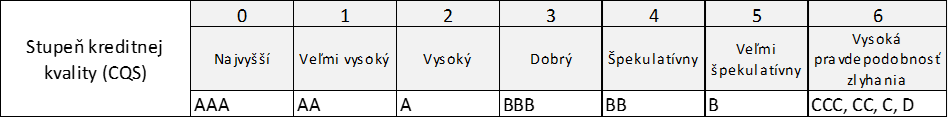 0 1 2 3 4 5 6
Stupeň kreditnej
kvality (CQS)
Najvyšší
Veľmi vysoký
Vysoký
Dobrý
Špekulatívny
Veľmi
špekulatívny
Vysoká
pravdepodobnosť
zlyhania
AAA AA A BBB BB B CCC, CC, C, D